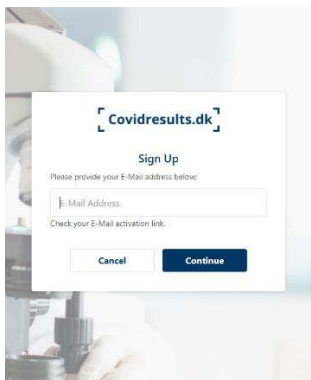 Covidresults.dk
Sign Up
Please provide your E-Mail address below:
E-Mail Address
Check your E-Mail activation link.
Cancel
Continue